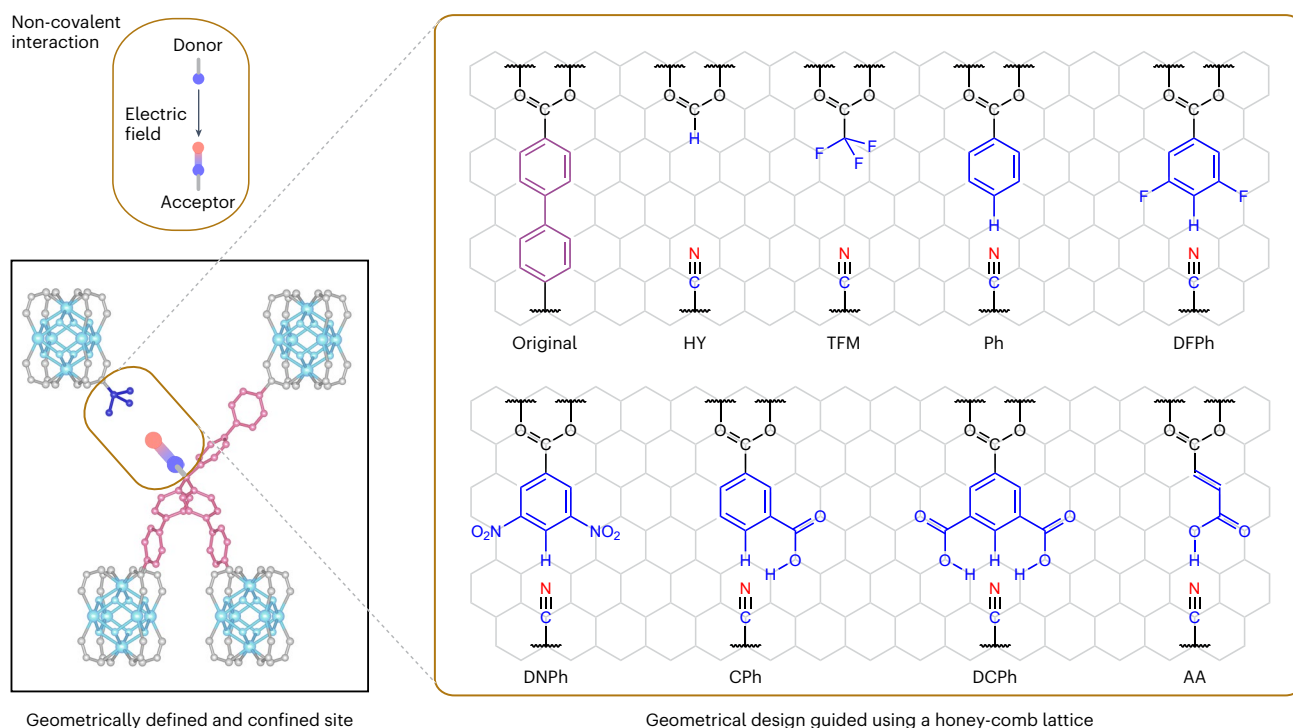 Non-covalent
interaction
Donor
Electric
field
Acceptor
Geometrically defined and confined site
O C O
O C O
O C O
O C O
O C O
H
F F
F
F F
H
H
N
N
N
N
C
C
C
C
Original HY TFM Ph DFPh
O C O
O C O
O C O
O C O
O₂N NO₂
O
O O
O
H
H O
O H O
O
H
H H
H
N
N
N
N
C
C
C
C
DNPh CPh DCPh AA
Geometrical design guided using a honey-comb lattice